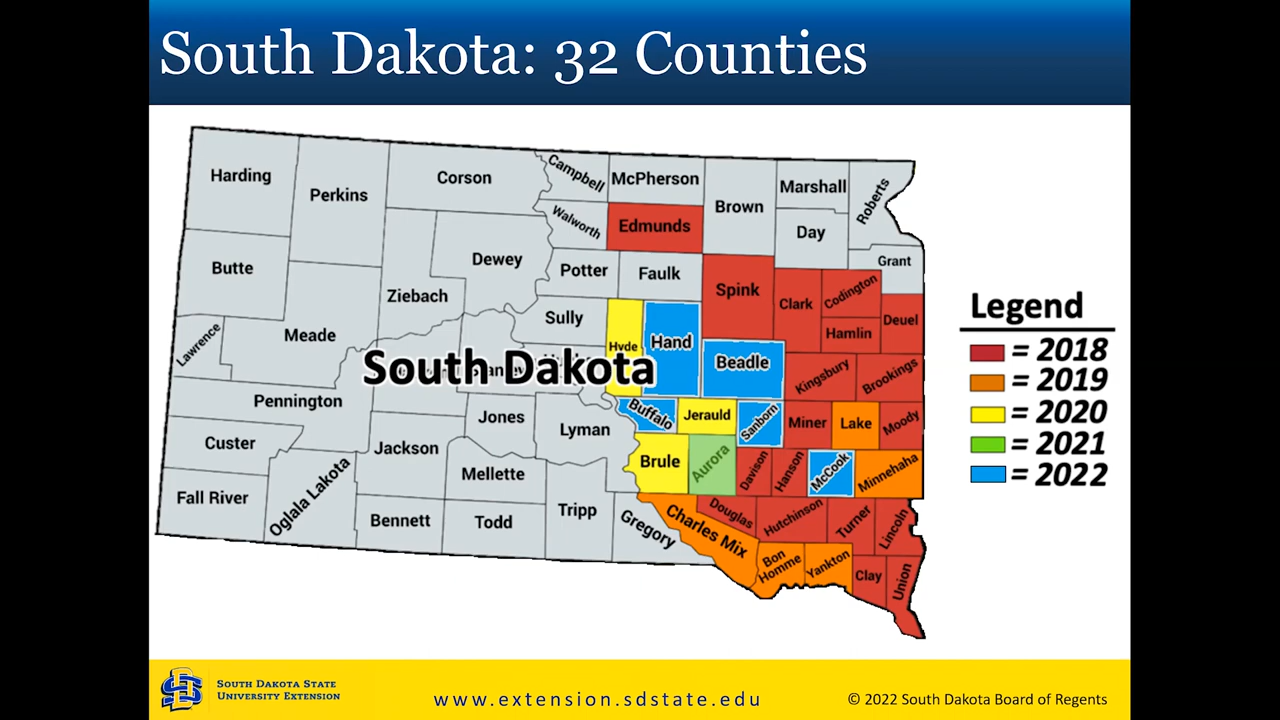 South Dakota: 32 Counties
Harding
Perkins
Corson
Campbell
McPherson
Brown
Marshall
Roberts
Walworth
Edmunds
Day
Butte
Dewey
Potter
Faulk
Grant
Ziebach
Spink
Clark
Codington
Lawrence
Meade
Sully
Hyde
Hand
Hamlin
Deuel
South Dakota
Beadle
Kingsbury
Brookings
Pennington
Jones
Lyman
Buffalo
Jerauld
Sanborn
Miner
Lake
Moody
Custer
Jackson
Mellette
Brule
Aurora
Davison
Hanson
McCook
Minnehaha
Fall River
Oglala Lakota
Bennett
Todd
Tripp
Gregory
Charles Mix
Douglas
Hutchinson
Turner
Lincoln
Bon
Homme
Yankton
Clay
Union
Legend
= 2018
= 2019
= 2020
= 2021
= 2022
SOUTH DAKOTA STATE
UNIVERSITY EXTENSION
www.extension.sdstate.edu
© 2022 South Dakota Board of Regents